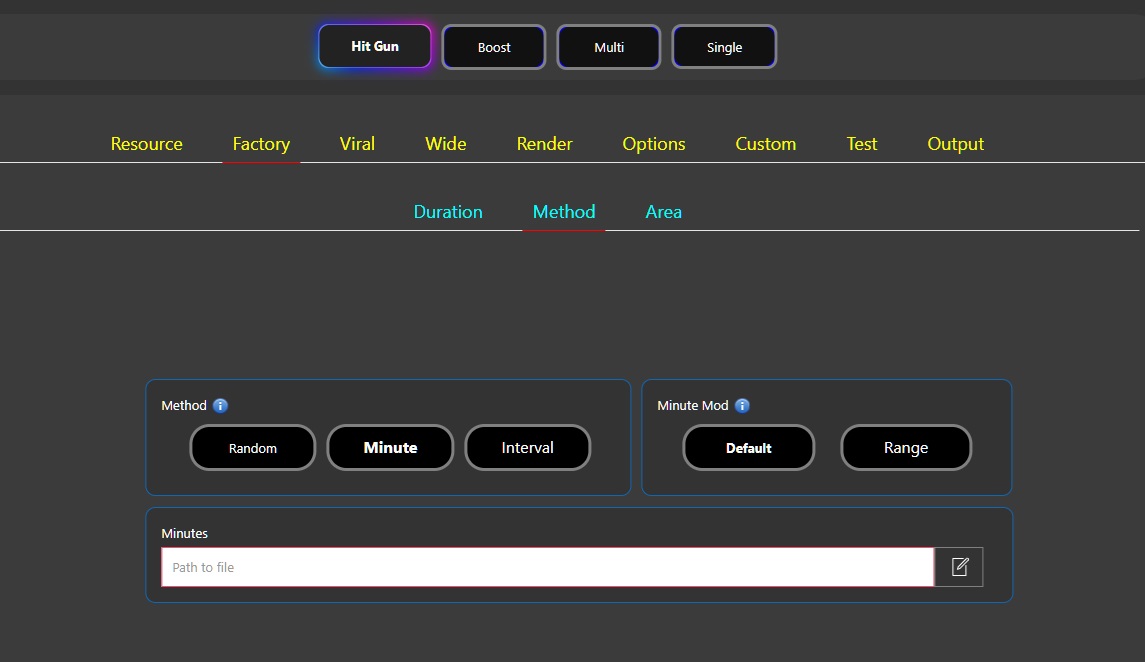 Hit Gun Boost Multi Single
Resource Factory Viral Wide Render Options Custom Test Output
Duration Method Area
Method Minute Mod
Random Minute Interval Default Range
Minutes
Path to file